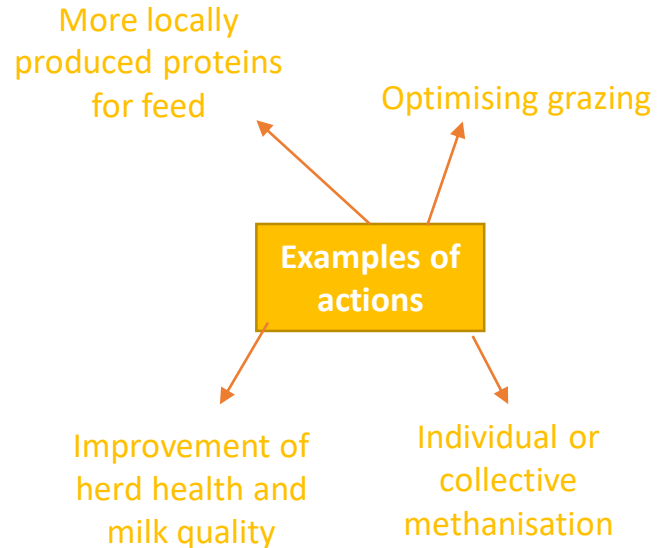 More locally
produced proteins
for feed
Optimising grazing
Examples of
actions
Improvement of
herd health and
milk quality
Individual or
collective
methanisation